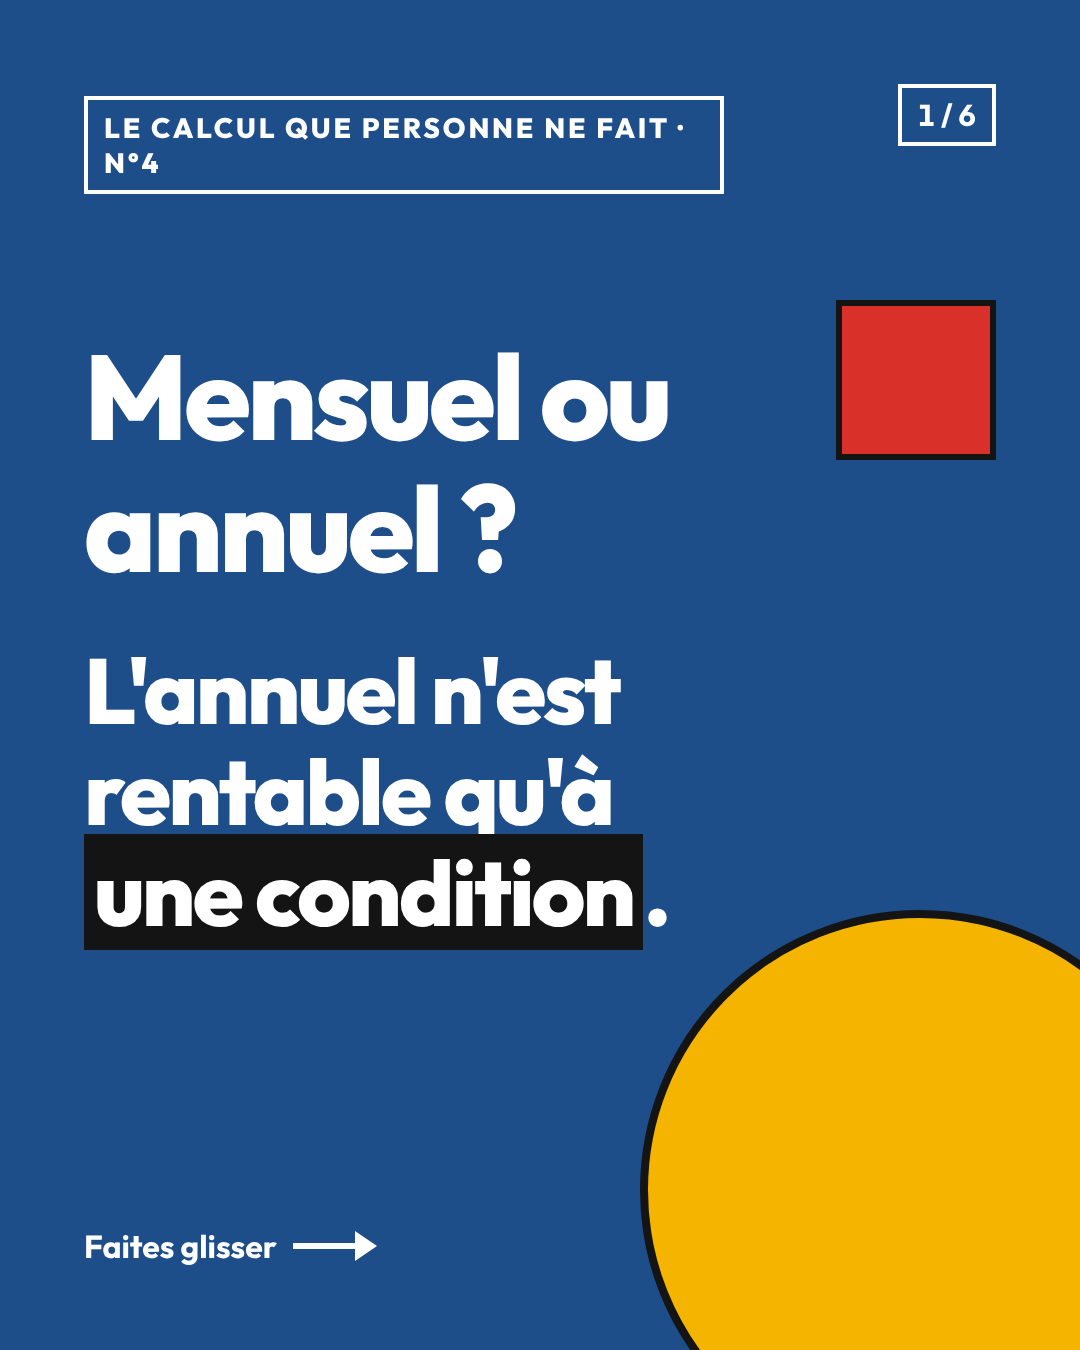 LE CALCUL QUE PERSONNE NE FAIT ·
N°4
1/6
Mensuel ou
annuel ?
L'annuel n'est
rentable qu'à
une condition.
Faites glisser